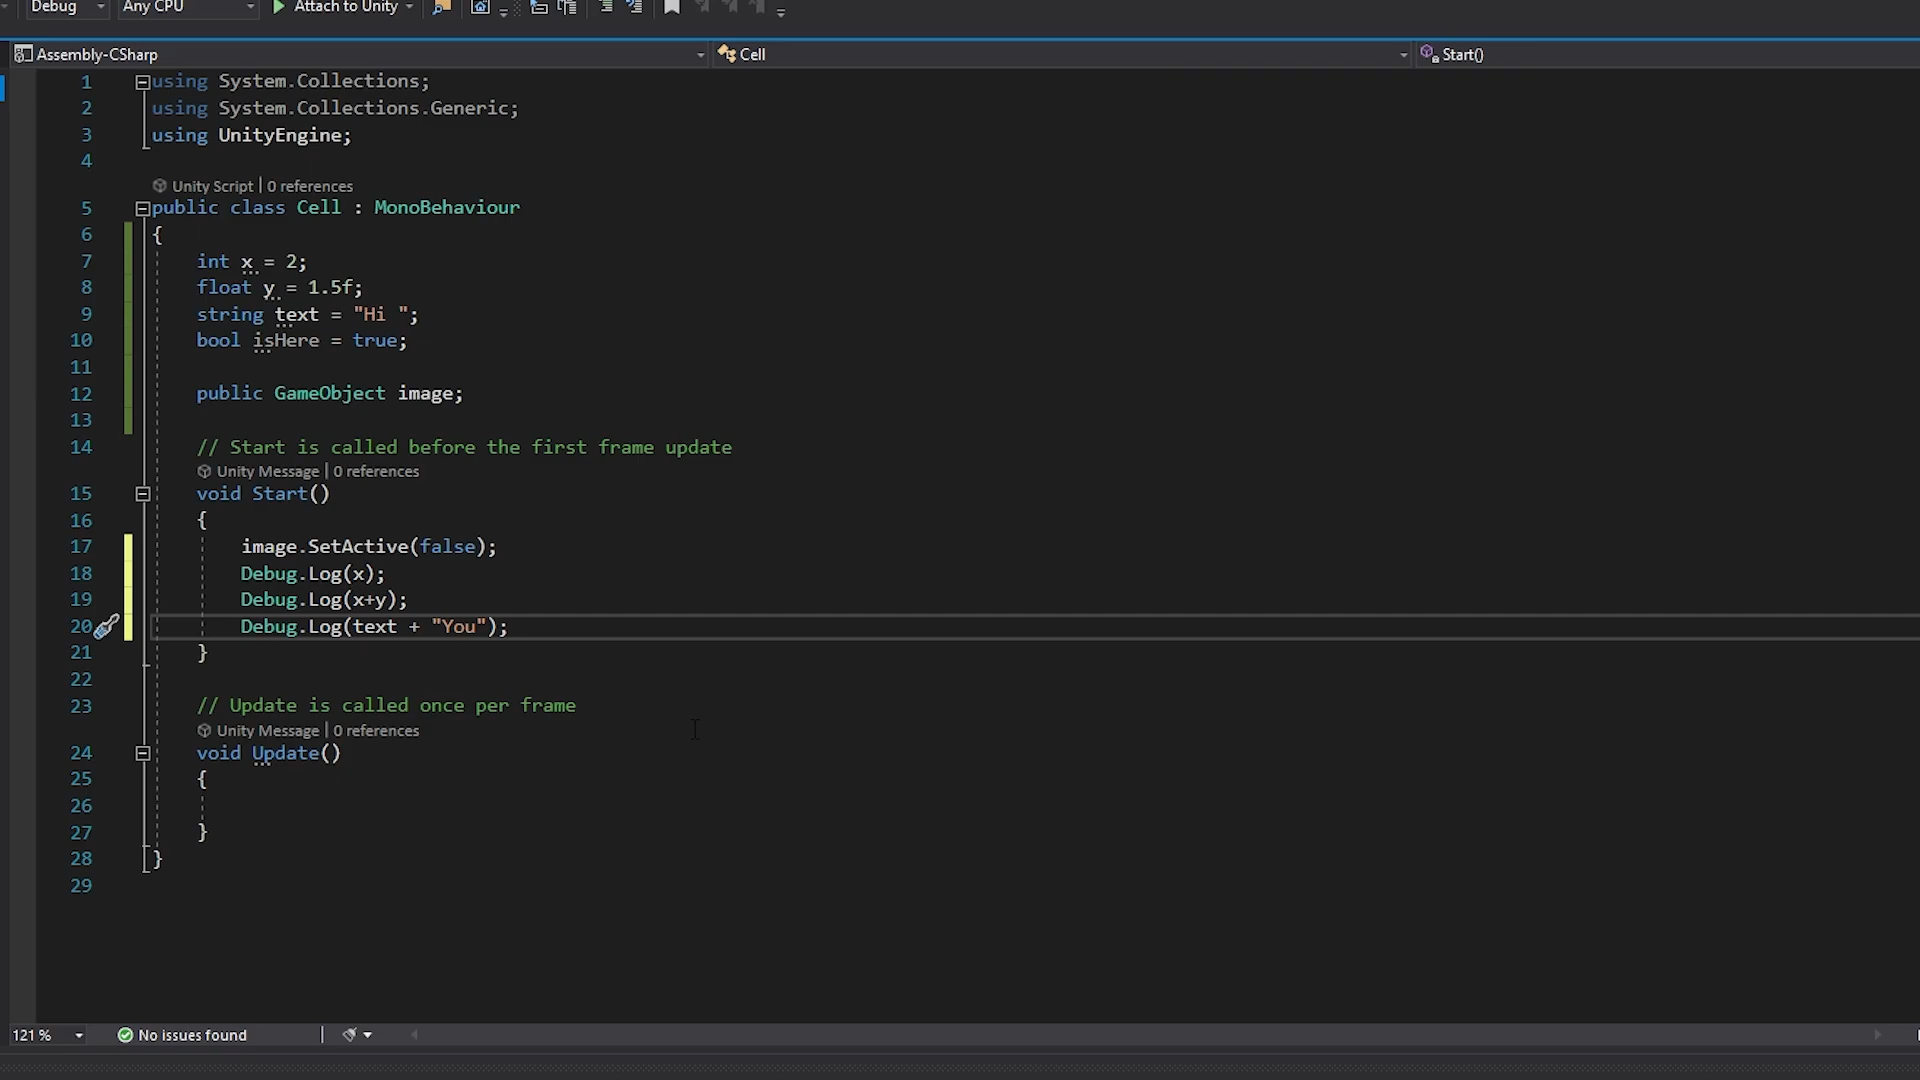 Debug Any CPU Attach to Unity
Assembly-CSharp Cell Start()
1 using System.Collections;
2 using System.Collections.Generic;
3 using UnityEngine;
4
Unity Script | 0 references
5 public class Cell : MonoBehaviour
6 {
7 int x = 2;
8 float y = 1.5f;
9 string text = "Hi ";
10 bool isHere = true;
11
12 public GameObject image;
13
14 // Start is called before the first frame update
Unity Message | 0 references
15 void Start()
16 {
17 image.SetActive(false);
18 Debug.Log(x);
19 Debug.Log(x+y);
20 Debug.Log(text + "You");
21 }
22
23 // Update is called once per frame
Unity Message | 0 references
24 void Update()
25 {
26
27 }
28 }
29
121 % No issues found